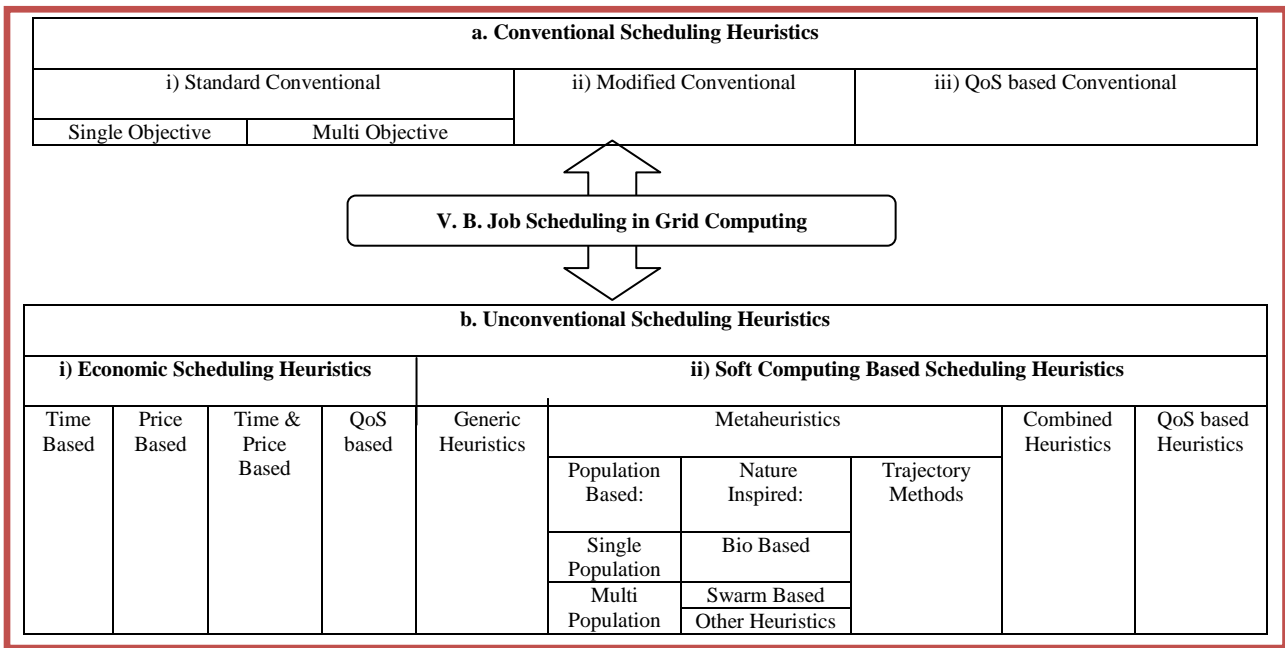 a. Conventional Scheduling Heuristics
i) Standard Conventional
ii) Modified Conventional
iii) QoS based Conventional
Single Objective
Multi Objective
V. B. Job Scheduling in Grid Computing
b. Unconventional Scheduling Heuristics
i) Economic Scheduling Heuristics
ii) Soft Computing Based Scheduling Heuristics
Time
Based
Price
Based
Time &
Price
Based
QoS
based
Generic
Heuristics
Metaheuristics
Population
Based:
Nature
Inspired:
Trajectory
Methods
Single
Population
Bio Based
Multi
Population
Swarm Based
Other Heuristics
Combined
Heuristics
QoS based
Heuristics